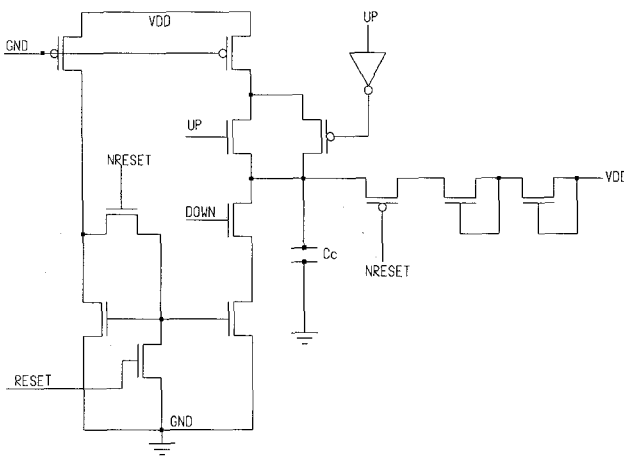 VDD
UP
GND
UP
NRESET
VDD
DOWN
Cc
NRESET
RESET
GND